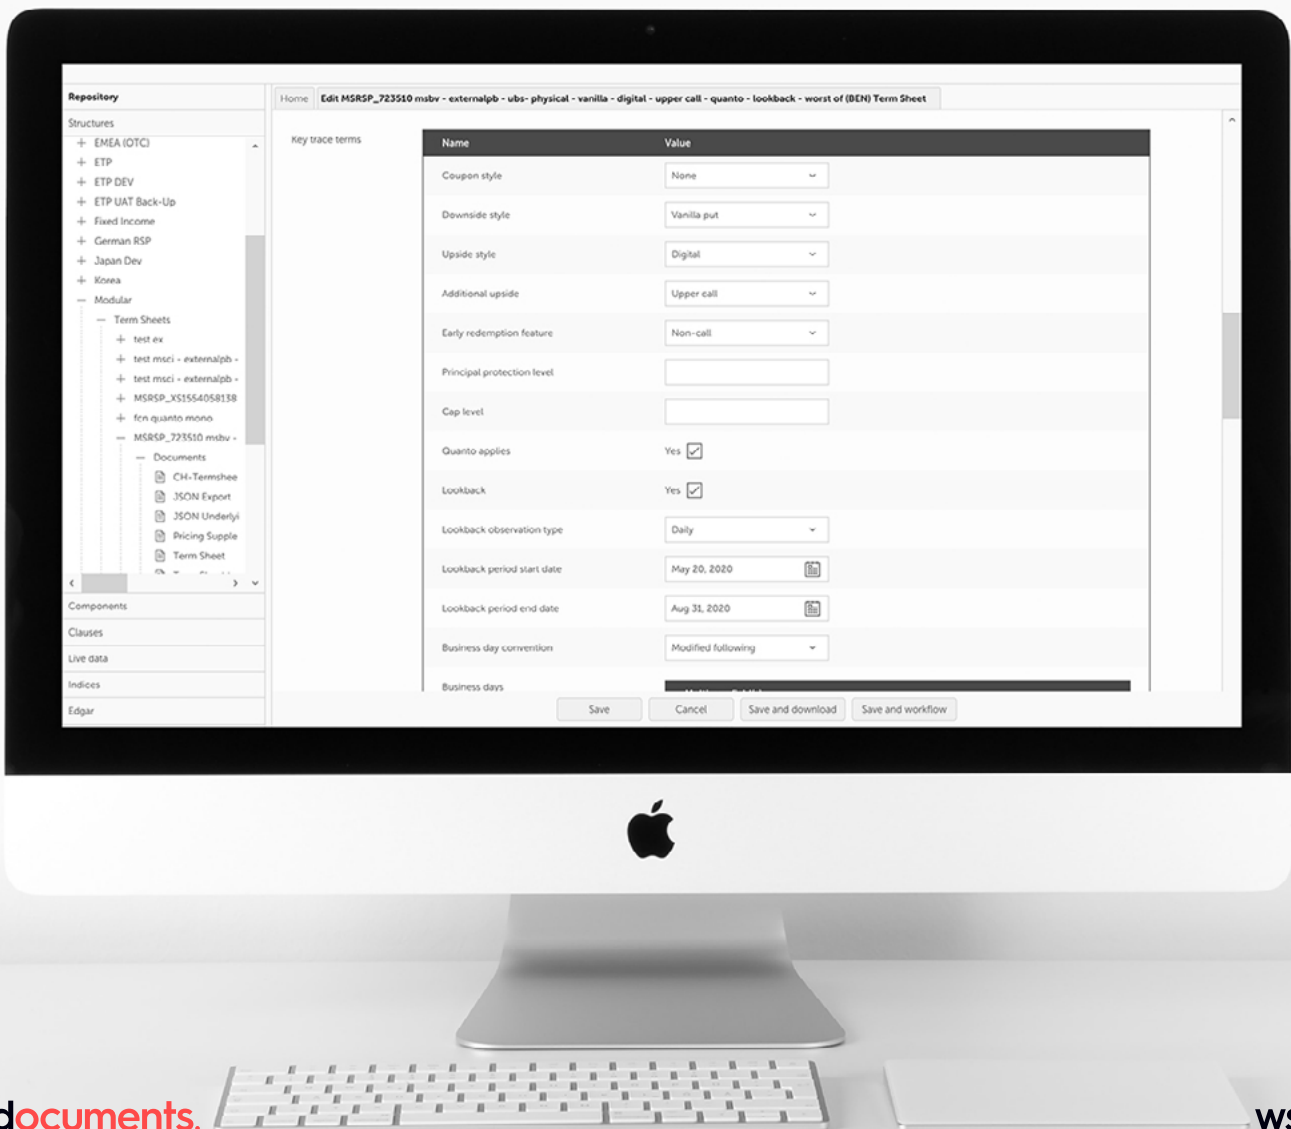 Repository
Structures
EMEA (OTC)
ETP
ETP DEV
ETP UAT Back-Up
Fixed Income
German RSP
Japan Dev
Korea
Modular
Term Sheets
test ex
test msci - externalpb -
test msci - externalpb -
MSRSP_XS1554058138
fcn quanto mono
MSRSP_723510 msbv -
Documents
CH-Termshee
JSON Export
JSON Underlyi
Pricing Supple
Term Sheet
Components
Clauses
Live data
Indices
Edgar
Home Edit MSRSP_723510 msbv - externalpb - ubs- physical - vanilla - digital - upper call - quanto - lookback - worst of (BEN) Term Sheet
Key trace terms
Name Value
Coupon style None
Downside style Vanilla put
Upside style Digital
Additional upside Upper call
Early redemption feature Non-call
Principal protection level
Cap level
Quanto applies Yes
Lookback Yes
Lookback observation type Daily
Lookback period start date May 20, 2020
Lookback period end date Aug 31, 2020
Business day convention Modified following
Business days
Save Cancel Save and download Save and workflow
documents.
ws